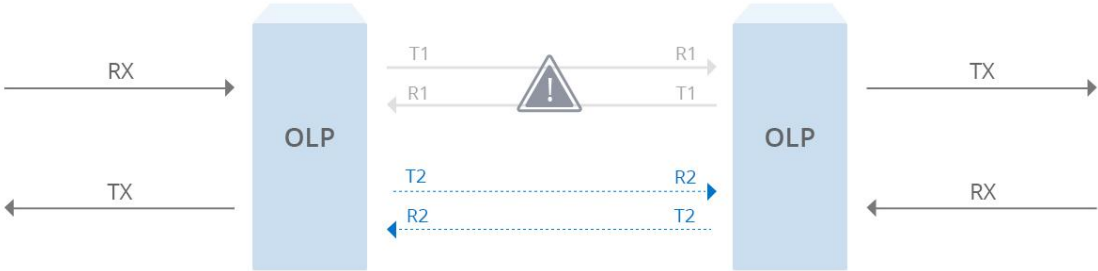 T1 R1
RX TX
R1 T1
!
OLP OLP
T2 R2
TX RX
R2 T2